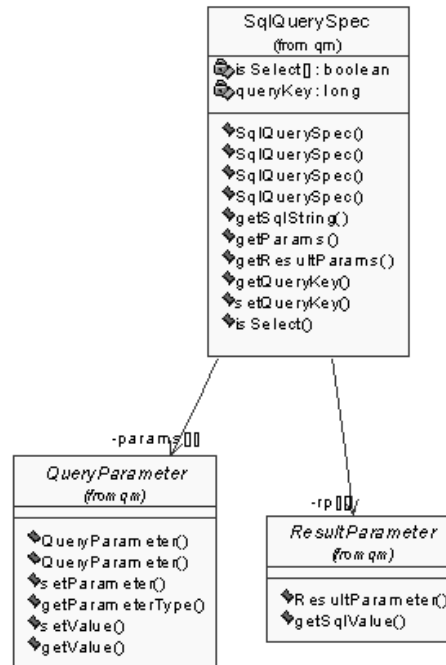 SqlQuerySpec
(from qm)
isSelect[] : boolean
queryKey : long
SqlQuerySpec()
SqlQuerySpec()
SqlQuerySpec()
SqlQuerySpec()
getSqlString()
getParams()
getResultParams()
getQueryKey()
setQueryKey()
isSelect()
-params[][]
QueryParameter
(from qm)
QueryParameter()
QueryParameter()
setParameter()
getParameterType()
setValue()
getValue()
-rp[][]
ResultParameter
(from qm)
ResultParameter()
getSqlValue()